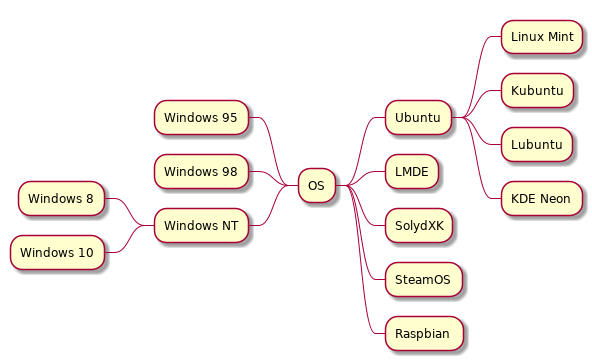 Linux Mint
Kubuntu
Windows 95
Ubuntu
Windows 98
Lubuntu
LMDE
OS
Windows 8
KDE Neon
Windows NT
SolydXK
Windows 10
SteamOS
Raspbian